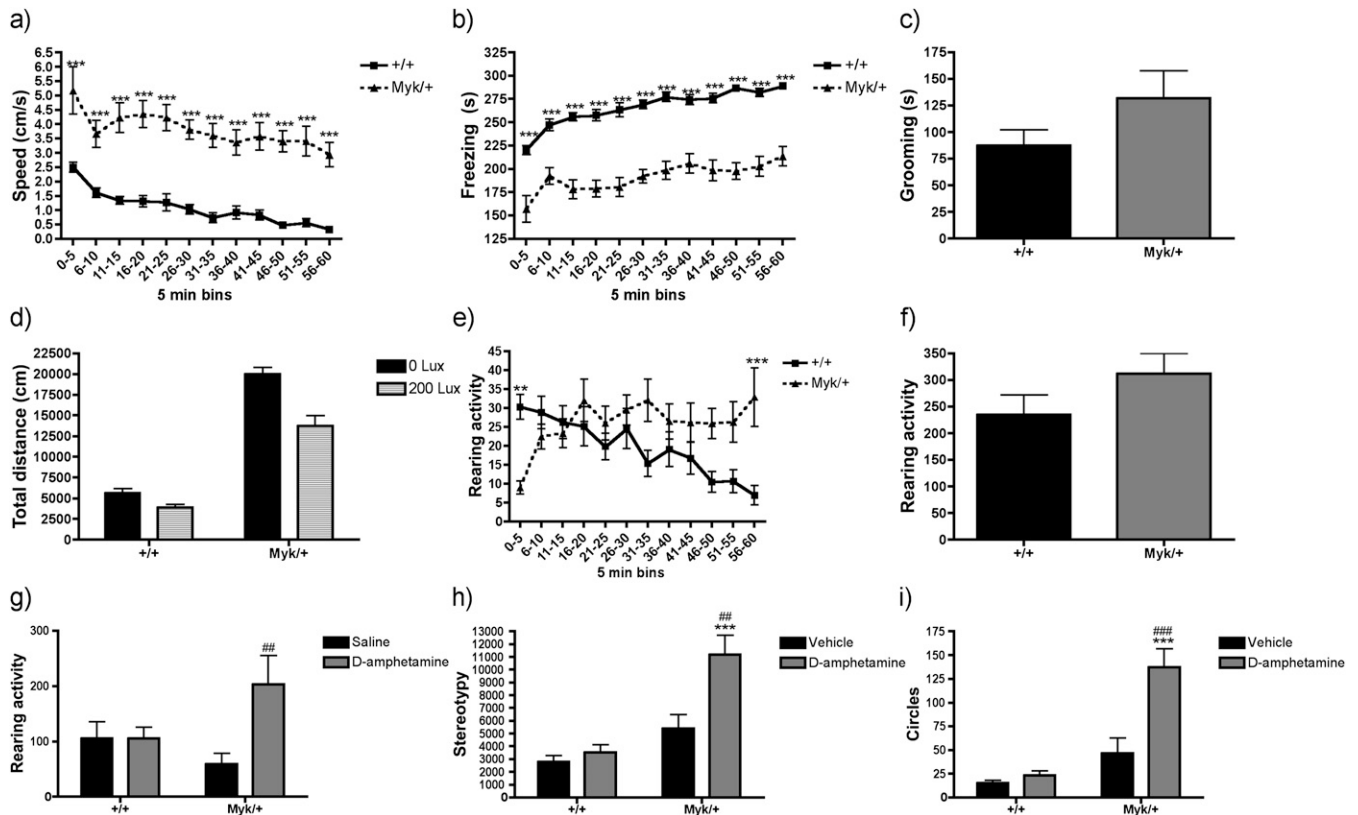 a)
Speed (cm/s)
6.5
6.0
5.5
5.0
4.5
4.0
3.5
3.0
2.5
2.0
1.5
1.0
0.5
0.0
*** *** *** *** *** *** *** *** *** *** *** ***
0-5 6-10 11-15 16-20 21-25 26-30 31-35 36-40 41-45 46-50 51-55 56-60
5 min bins
+/+
Myk/+
b)
Freezing (s)
325
300
275
250
225
200
175
150
125
*** *** *** *** *** *** *** *** *** *** *** ***
0-5 6-10 11-15 16-20 21-25 26-30 31-35 36-40 41-45 46-50 51-55 56-60
5 min bins
+/+
Myk/+
c)
Grooming (s)
175
150
125
100
75
50
25
0
+/+ Myk/+
d)
Total distance (cm)
22500
20000
17500
15000
12500
10000
7500
5000
2500
0
+/+ Myk/+
0 Lux
200 Lux
e)
Rearing activity
45
40
35
30
25
20
15
10
5
0
** ***
0-5 6-10 11-15 16-20 21-25 26-30 31-35 36-40 41-45 46-50 51-55 56-60
5 min bins
+/+
Myk/+
f)
Rearing activity
350
300
250
200
150
100
50
0
+/+ Myk/+
g)
Rearing activity
300
200
100
0
##
+/+ Myk/+
Saline
D-amphetamine
h)
Stereotypy
13000
12000
11000
10000
9000
8000
7000
6000
5000
4000
3000
2000
1000
0
##
***
+/+ Myk/+
Vehicle
D-amphetamine
i)
Circles
175
150
125
100
75
50
25
0
###
***
+/+ Myk/+
Vehicle
D-amphetamine